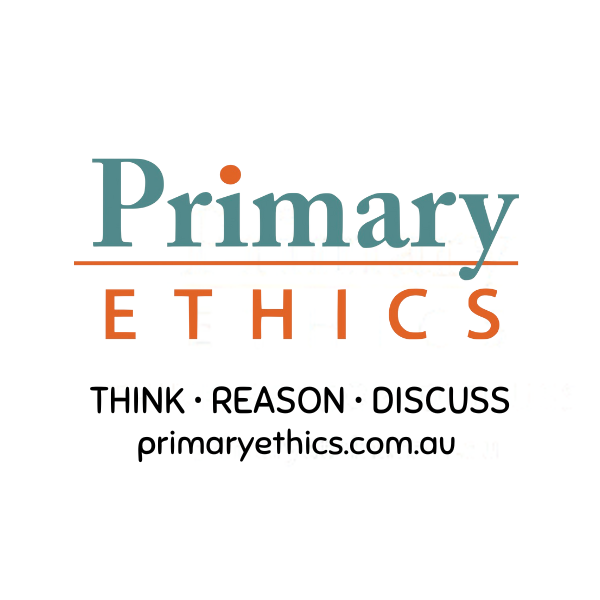 Primary
ETHICS
THINK • REASON • DISCUSS
primaryethics.com.au